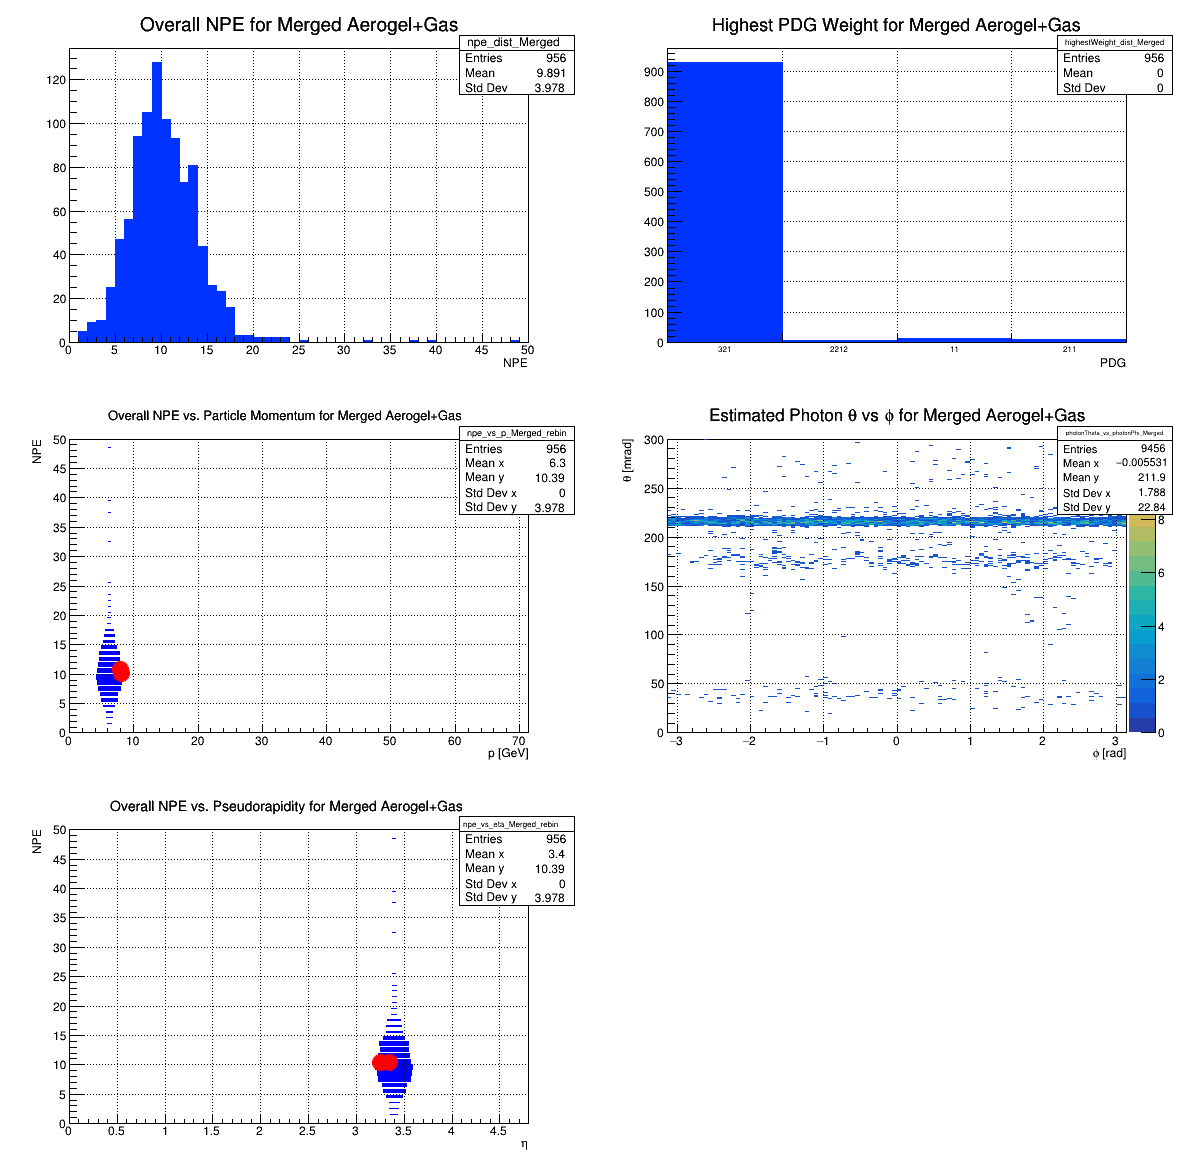 Overall NPE for Merged Aerogel+Gas
npe_dist_Merged
Entries 956
Mean 9.891
Std Dev 3.978
120
100
80
60
40
20
0
0 5 10 15 20 25 30 35 40 45 50
NPE
Highest PDG Weight for Merged Aerogel+Gas
highestWeight_dist_Merged
Entries 956
Mean 0
Std Dev 0
900
800
700
600
500
400
300
200
100
0
321 2212 11 211
PDG
Overall NPE vs. Particle Momentum for Merged Aerogel+Gas
npe_vs_p_Merged_rebin
Entries 956
Mean x 6.3
Mean y 10.39
Std Dev x 0
Std Dev y 3.978
NPE
50
45
40
35
30
25
20
15
10
5
0
0 10 20 30 40 50 60 70
p [GeV]
Estimated Photon θ vs ϕ for Merged Aerogel+Gas
photonTheta_vs_photonPhi_Merged
Entries 9456
Mean x −0.005531
Mean y 211.9
Std Dev x 1.788
Std Dev y 22.84
θ [mrad]
300
250
200
150
100
50
0
−3 −2 −1 0 1 2 3
ϕ [rad]
8
6
4
2
0
Overall NPE vs. Pseudorapidity for Merged Aerogel+Gas
npe_vs_eta_Merged_rebin
Entries 956
Mean x 3.4
Mean y 10.39
Std Dev x 0
Std Dev y 3.978
NPE
50
45
40
35
30
25
20
15
10
5
0
0 0.5 1 1.5 2 2.5 3 3.5 4 4.5
η